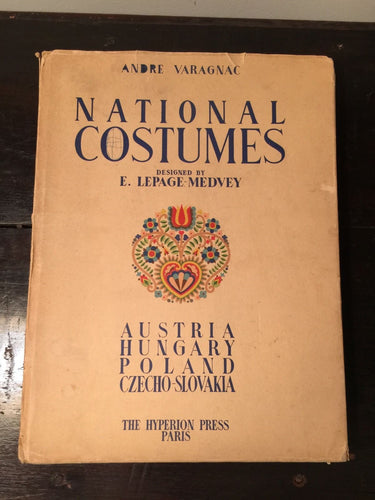 ANDRE VARAGNAC
NATIONAL
COSTUMES
DESIGNED BY
E. LEPAGE-MEDVEY
AUSTRIA
HUNGARY
POLAND
CZECHO-SLOVAKIA
THE HYPERION PRESS
PARIS